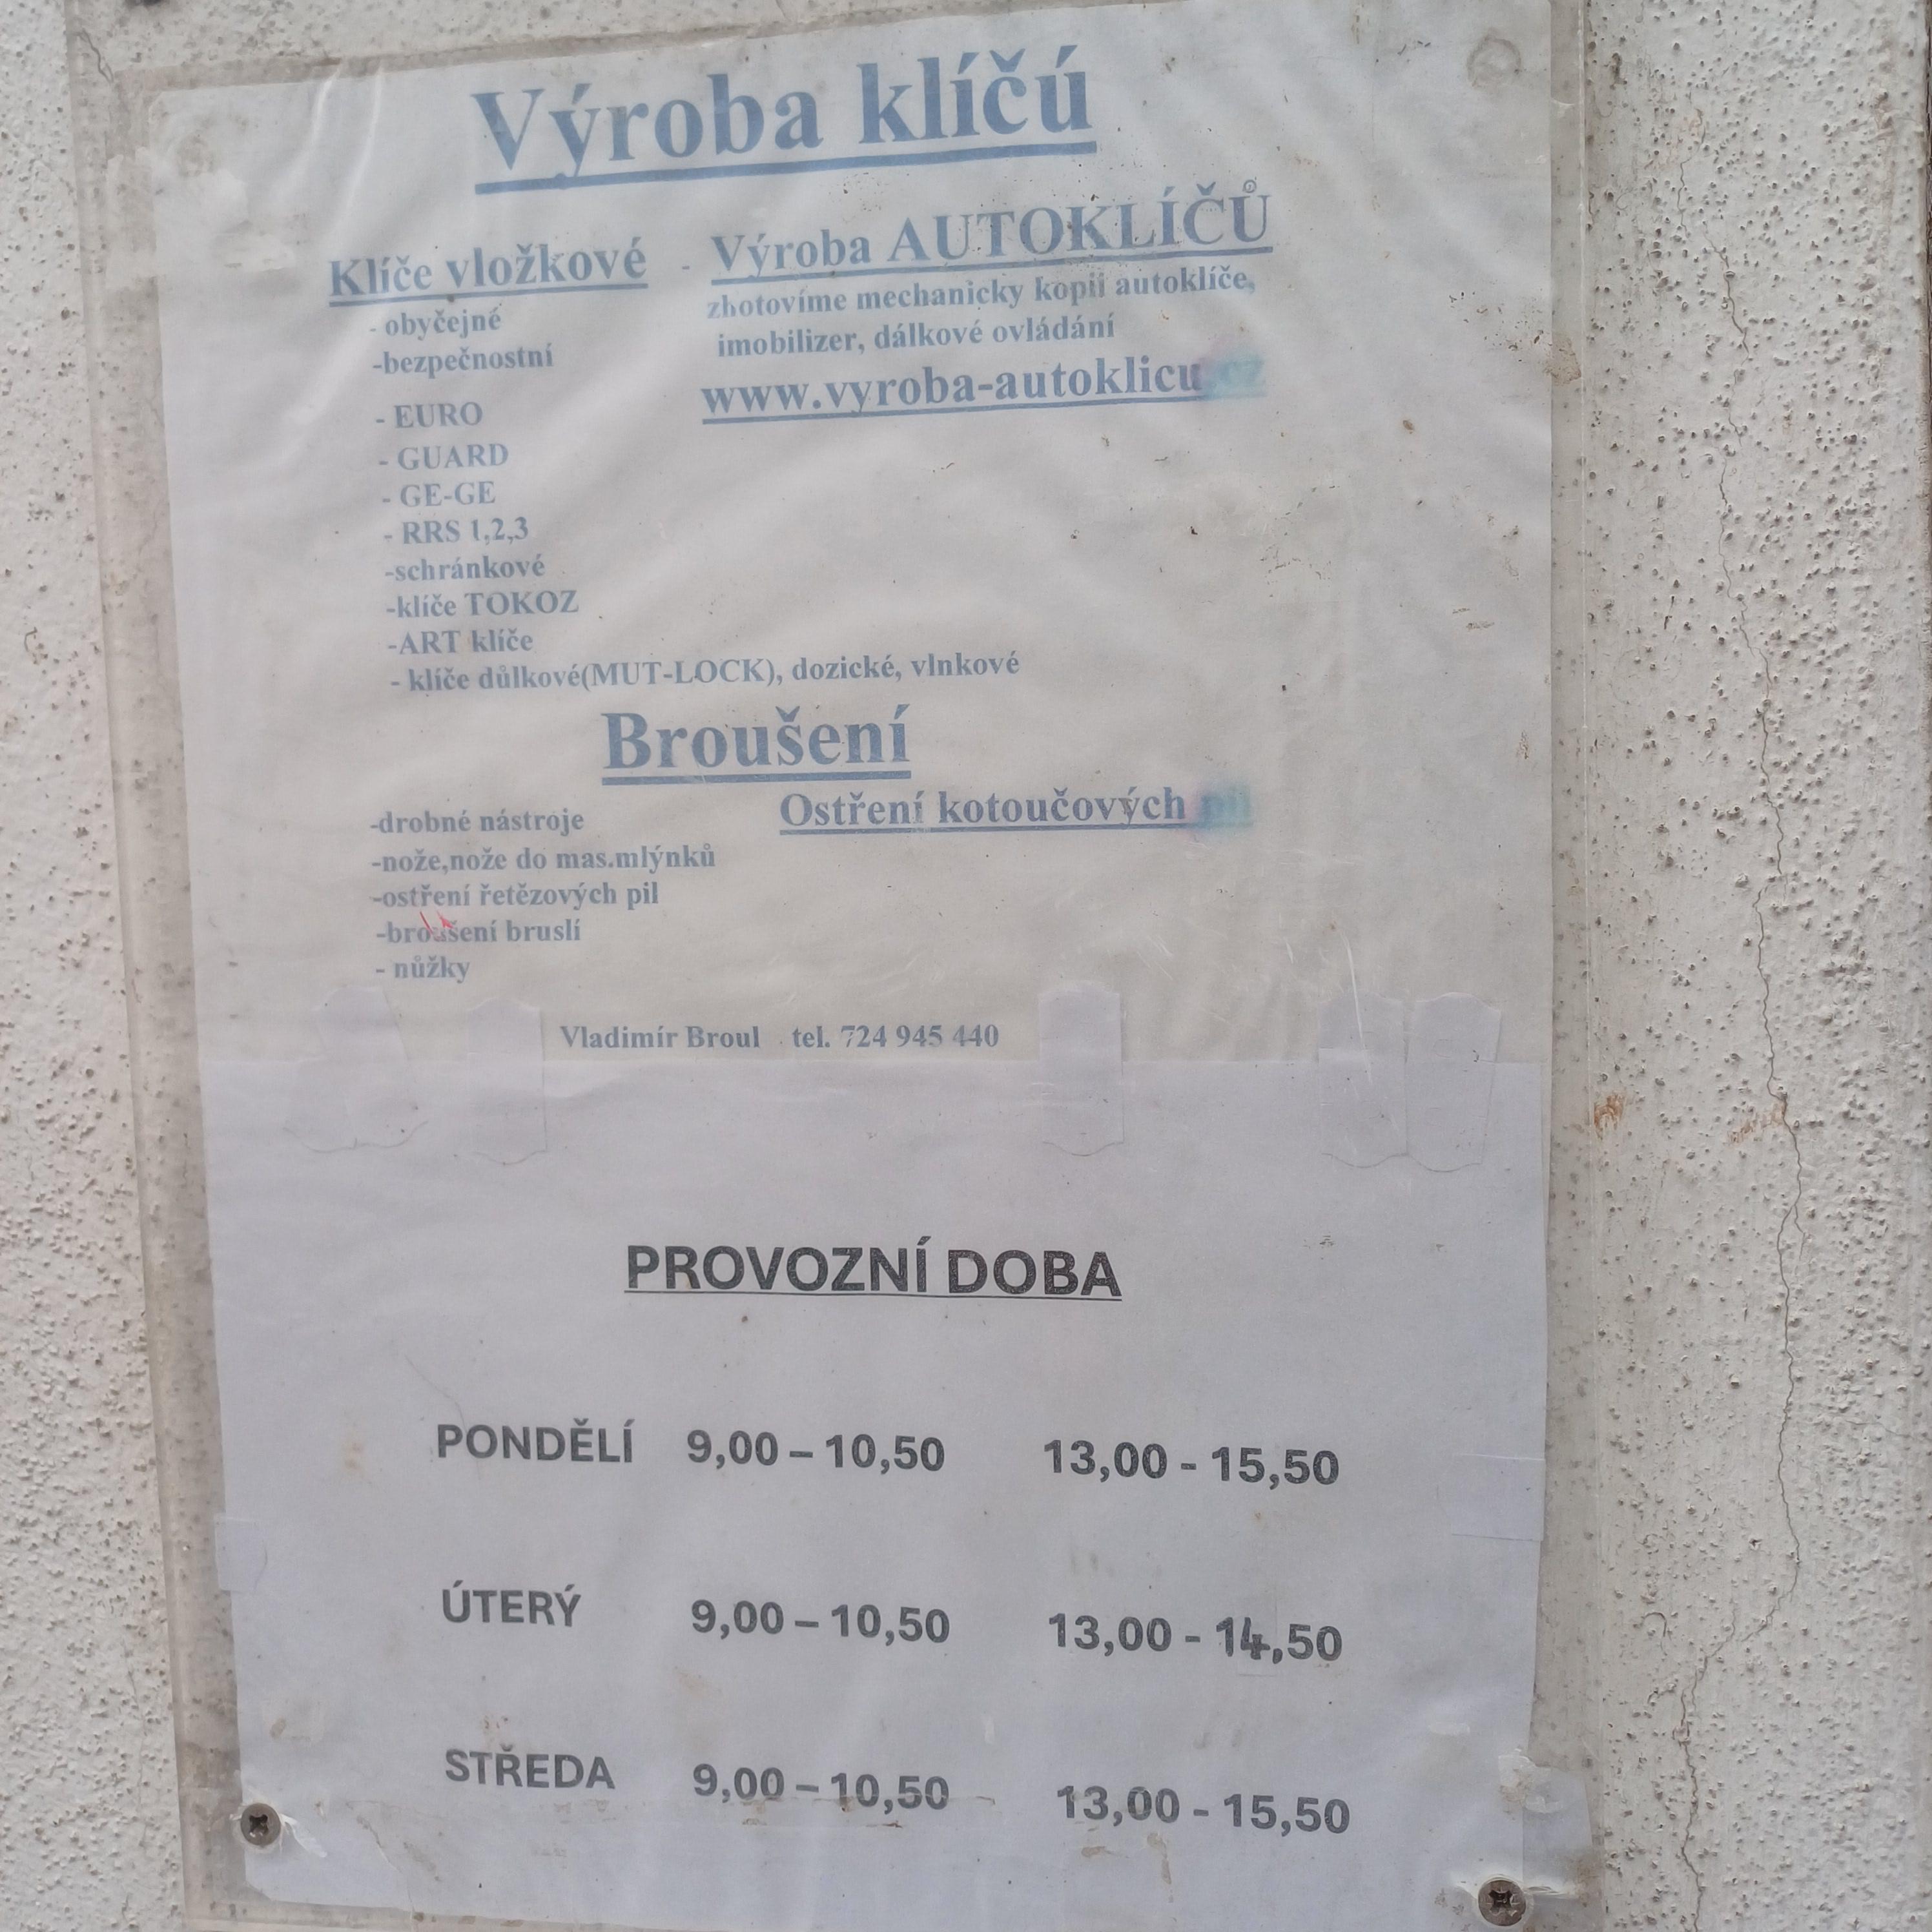 Výroba klíčú
Klíče vložkové - Výroba AUTOKLÍČŮ
zhotovíme mechanicky kopii autoklíče,
imobilizer, dálkové ovládání
www.vyroba-autoklicu.cz
- obyčejné
-bezpečnostní
- EURO
- GUARD
- GE-GE
- RRS 1,2,3
-schránkové
-klíče TOKOZ
-ART klíče
- klíče důlkové(MUT-LOCK), dozické, vlnkové
Broušení
Ostření kotoučových pil
-drobné nástroje
-nože,nože do mas.mlýnků
-ostření řetězových pil
-broušení bruslí
- nůžky
Vladimír Broul tel. 724 945 440
PROVOZNÍ DOBA
PONDĚLÍ 9,00 – 10,50 13,00 - 15,50
ÚTERÝ 9,00 – 10,50 13,00 - 14,50
STŘEDA 9,00 – 10,50 13,00 - 15,50